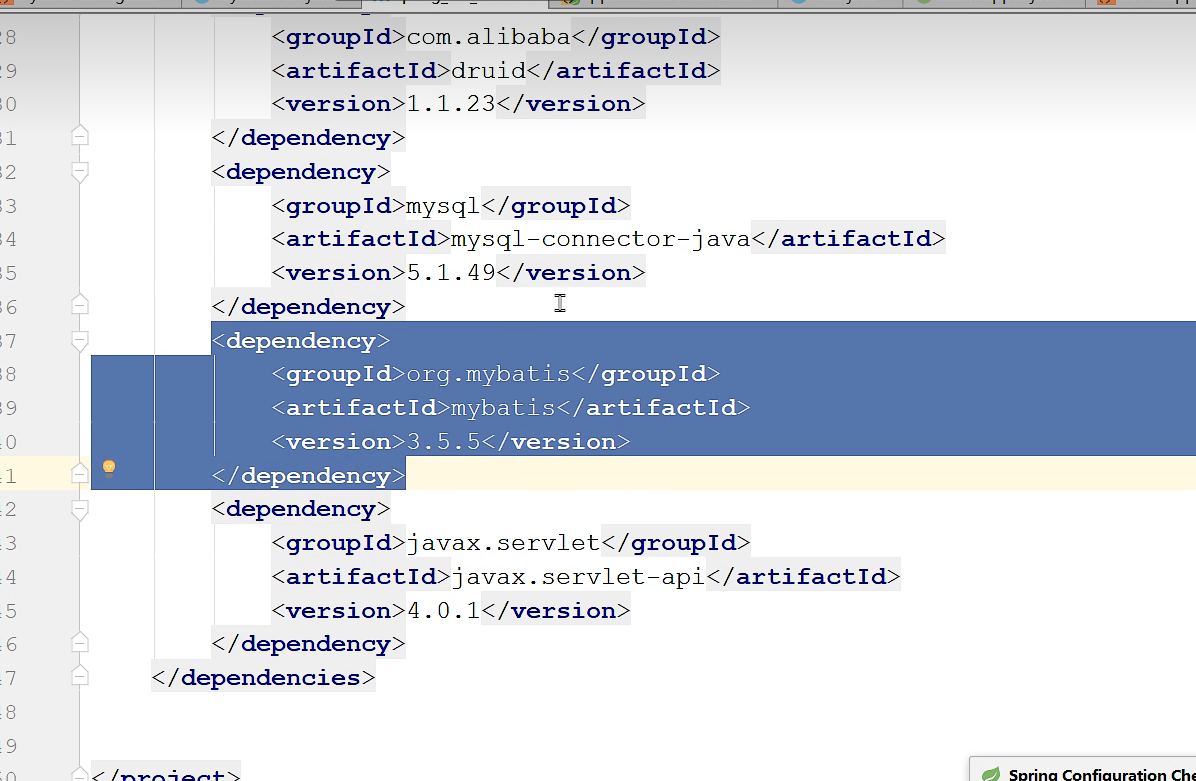 28 <groupId>com.alibaba</groupId>
29 <artifactId>druid</artifactId>
30 <version>1.1.23</version>
31 </dependency>
32 <dependency>
33 <groupId>mysql</groupId>
34 <artifactId>mysql-connector-java</artifactId>
35 <version>5.1.49</version>
36 </dependency>
37 <dependency>
38 <groupId>org.mybatis</groupId>
39 <artifactId>mybatis</artifactId>
40 <version>3.5.5</version>
41 </dependency>
42 <dependency>
43 <groupId>javax.servlet</groupId>
44 <artifactId>javax.servlet-api</artifactId>
45 <version>4.0.1</version>
46 </dependency>
47 </dependencies>
48
49
50 </project>
Spring Configuration Che